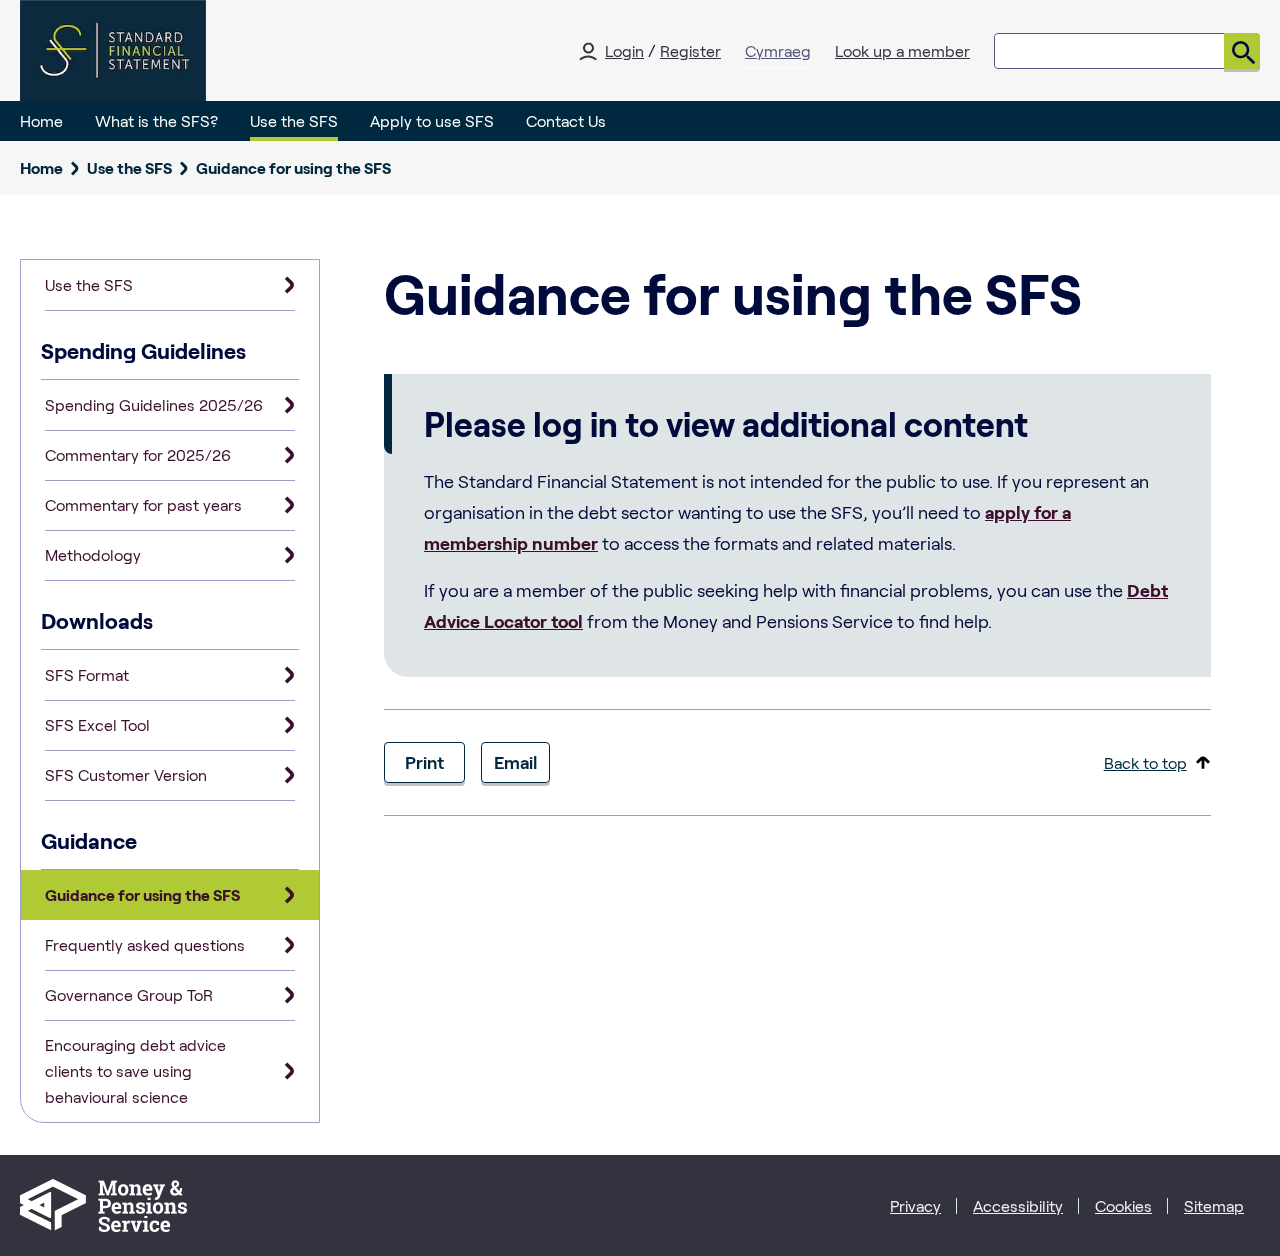 STANDARD
FINANCIAL
STATEMENT
Login / Register Cymraeg Look up a member
Home What is the SFS? Use the SFS Apply to use SFS Contact Us
Home Use the SFS Guidance for using the SFS
Use the SFS
Spending Guidelines
Spending Guidelines 2025/26
Commentary for 2025/26
Commentary for past years
Methodology
Downloads
SFS Format
SFS Excel Tool
SFS Customer Version
Guidance
Guidance for using the SFS
Frequently asked questions
Governance Group ToR
Encouraging debt advice
clients to save using
behavioural science
Guidance for using the SFS
Please log in to view additional content
The Standard Financial Statement is not intended for the public to use. If you represent an
organisation in the debt sector wanting to use the SFS, you’ll need to apply for a
membership number to access the formats and related materials.
If you are a member of the public seeking help with financial problems, you can use the Debt
Advice Locator tool from the Money and Pensions Service to find help.
Print Email Back to top
Money &
Pensions
Service
Privacy Accessibility Cookies Sitemap